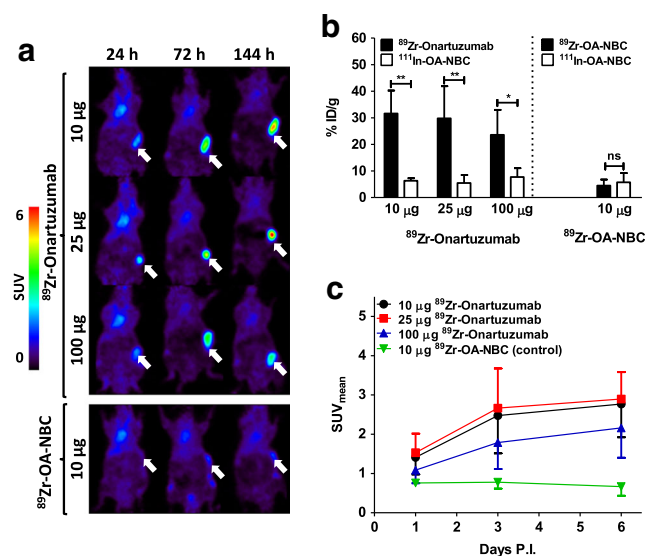 a
24 h 72 h 144 h
⁸⁹Zr-Onartuzumab
10 μg
25 μg
100 μg
⁸⁹Zr-OA-NBC
10 μg
SUV
6
0
b
⁸⁹Zr-Onartuzumab
¹¹¹In-OA-NBC
⁸⁹Zr-OA-NBC
¹¹¹In-OA-NBC
% ID/g
60
50
40
30
20
10
0
** ** * ns
10 μg 25 μg 100 μg 10 μg
⁸⁹Zr-Onartuzumab ⁸⁹Zr-OA-NBC
c
10 μg ⁸⁹Zr-Onartuzumab
25 μg ⁸⁹Zr-Onartuzumab
100 μg ⁸⁹Zr-Onartuzumab
10 μg ⁸⁹Zr-OA-NBC (control)
SUVmean
5
4
3
2
1
0
0 1 2 3 4 5 6
Days P.I.